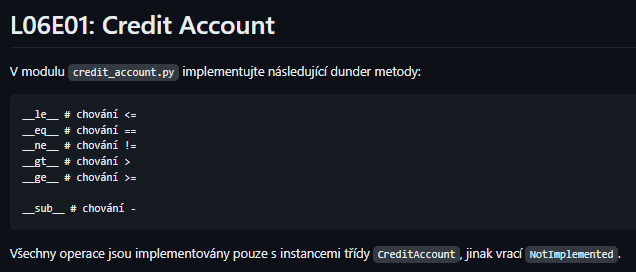 L06E01: Credit Account
V modulu credit_account.py implementujte následující dunder metody:
__le__ # chování <=
__eq__ # chování ==
__ne__ # chování !=
__gt__ # chování >
__ge__ # chování >=
__sub__ # chování -
Všechny operace jsou implementovány pouze s instancemi třídy CreditAccount, jinak vrací NotImplemented.